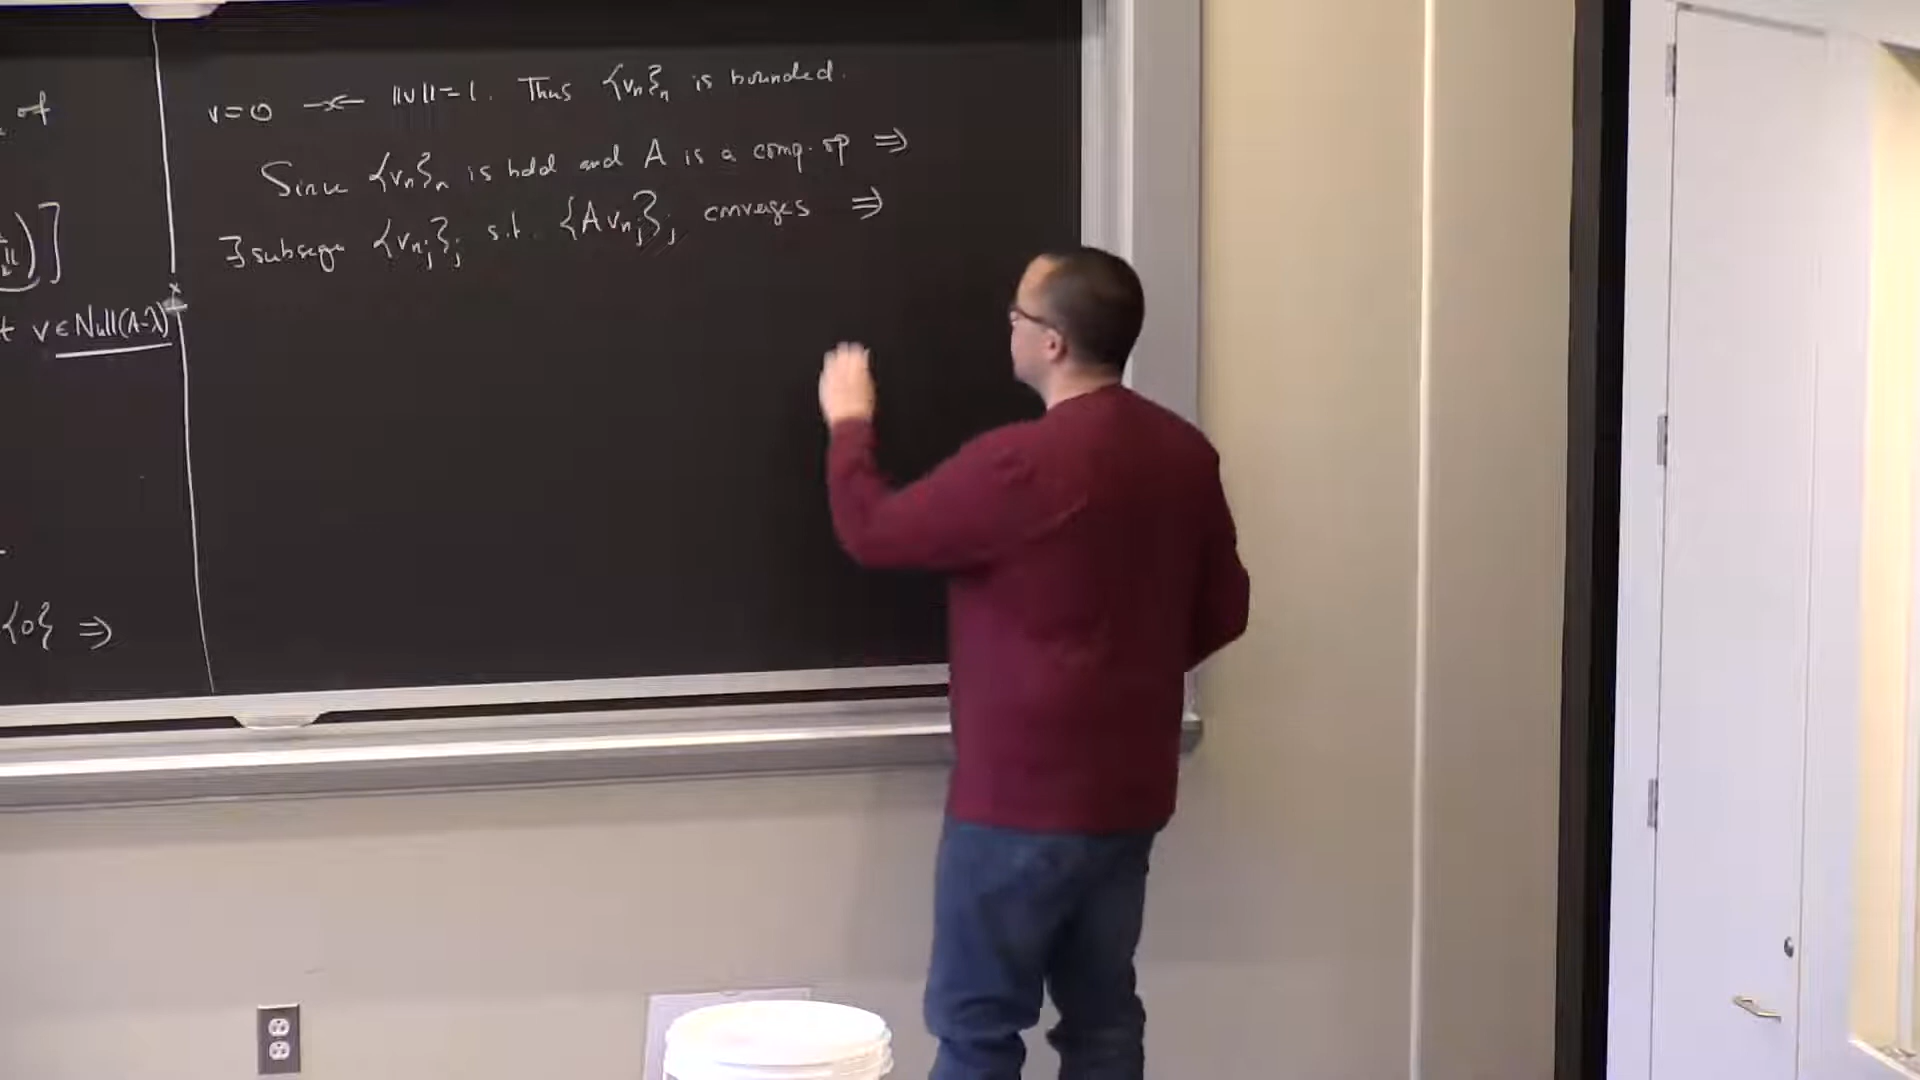 of
)]
+ v ∈ Null(A-λ)
{0} ⇒
v=0 →← ||v||=1. Thus {vₙ}ₙ is bounded.
Since {vₙ}ₙ is bdd and A is a comp. op ⇒
∃ subseqn {vₙⱼ}ⱼ s.t. {Avₙⱼ}ⱼ converges ⇒